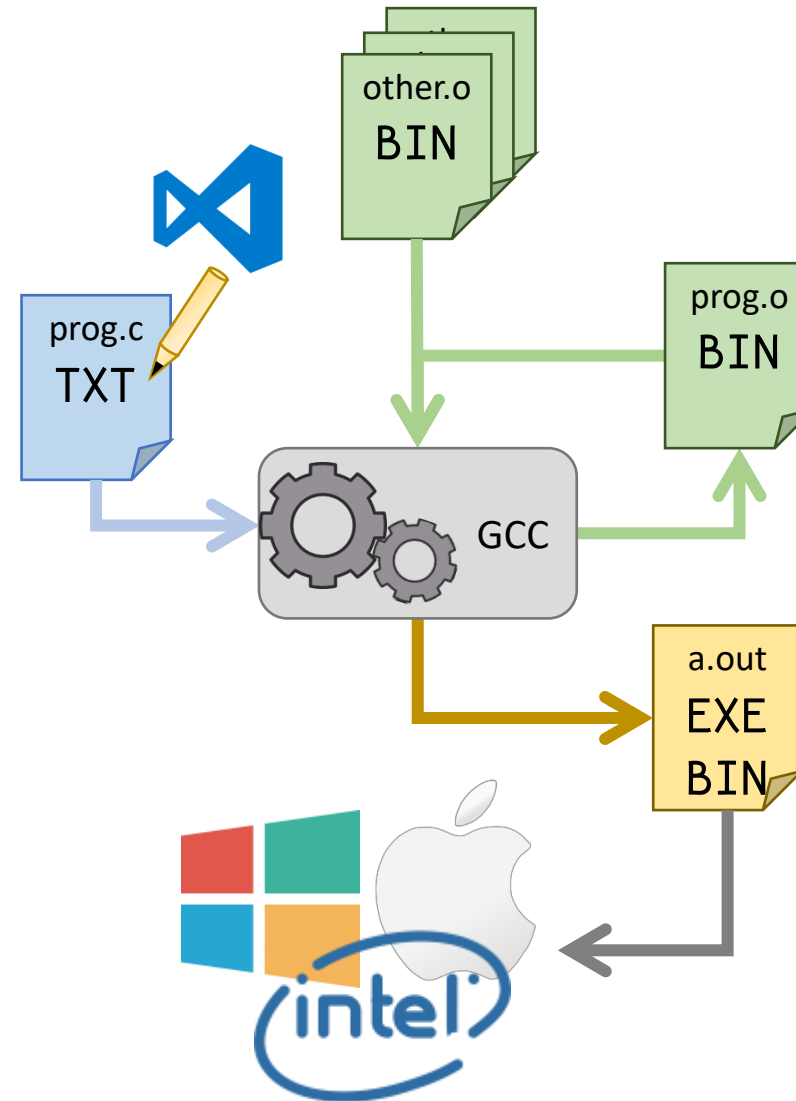 other.o
BIN
prog.c
TXT
prog.o
BIN
GCC
a.out
EXE
BIN
intel